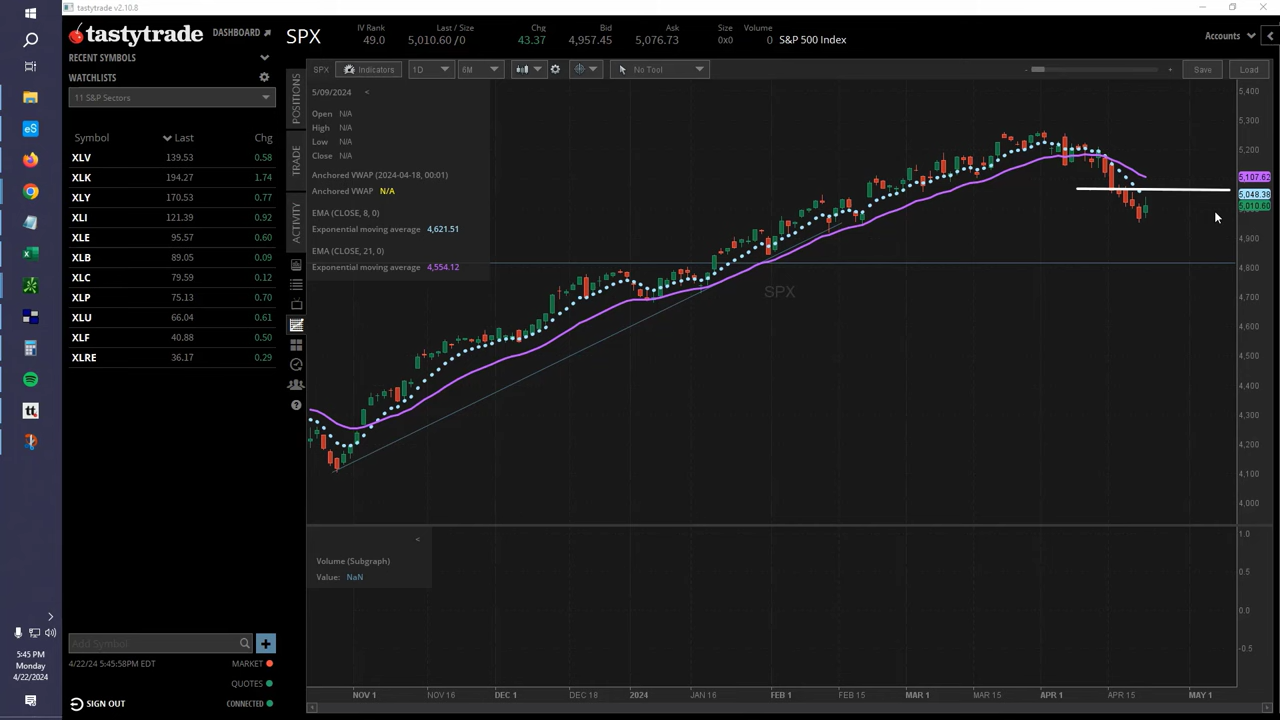 tastytrade v2.10.8
tastytrade
DASHBOARD
RECENT SYMBOLS
WATCHLISTS
11 S&P Sectors
Symbol Last Chg
XLV 139.53 0.58
XLK 194.27 1.74
XLY 170.53 0.77
XLI 121.39 0.92
XLE 95.57 0.60
XLB 89.05 0.09
XLC 79.59 0.12
XLP 75.13 0.70
XLU 66.04 0.61
XLF 40.88 0.50
XLRE 36.17 0.29
Add Symbol
4/22/24 5:45:58PM EDT MARKET
QUOTES
SIGN OUT CONNECTED
5:45 PM
Monday
4/22/2024
SPX
IV Rank Last / Size Chg Bid Ask Size Volume
49.0 5,010.60 /0 43.37 4,957.45 5,076.73 0x0 0 S&P 500 Index
Accounts
SPX Indicators 1D 6M No Tool - + Save Load
POSITIONS
TRADE
ACTIVITY
5/09/2024 <
Open N/A
High N/A
Low N/A
Close N/A
Anchored VWAP (2024-04-18, 00:01)
Anchored VWAP N/A
EMA (CLOSE, 8, 0)
Exponential moving average 4,621.51
EMA (CLOSE, 21, 0)
Exponential moving average 4,554.12
SPX
5,400
5,300
5,200
5,107.62
5,048.38
5,010.60
4,900
4,800
4,700
4,600
4,500
4,400
4,300
4,200
4,100
4,000
<
Volume (Subgraph)
Value: NaN
1.0
0.5
0.0
-0.5
NOV 1 NOV 16 DEC 1 DEC 18 2024 JAN 16 FEB 1 FEB 15 MAR 1 MAR 15 APR 1 APR 15 MAY 1